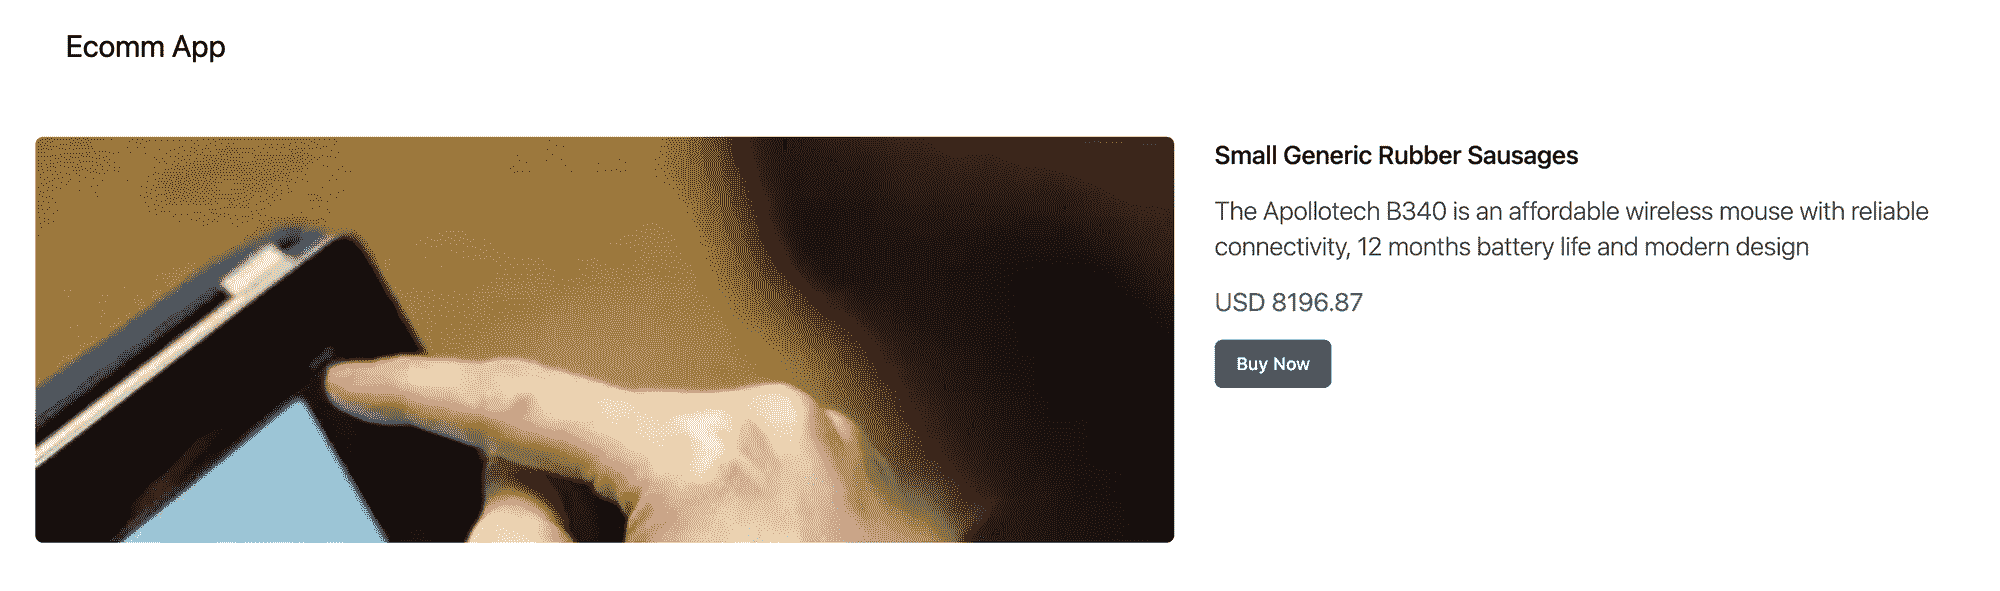 Ecomm App
Small Generic Rubber Sausages
The Apollotech B340 is an affordable wireless mouse with reliable
connectivity, 12 months battery life and modern design
USD 8196.87
Buy Now